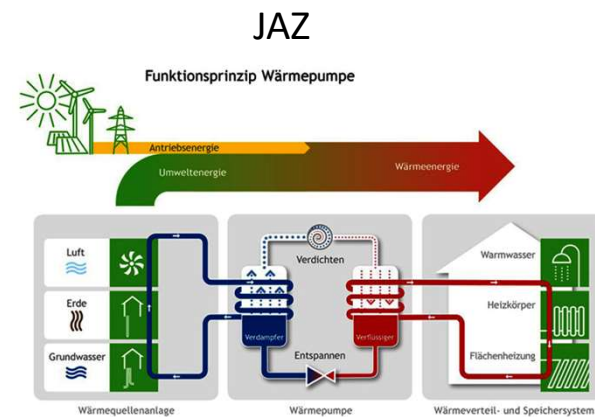 JAZ
Funktionsprinzip Wärmepumpe
Antriebsenergie
Umweltenergie
Wärmeenergie
Luft
Erde
Grundwasser
Verdichten
Verdampfer
Verflüssiger
Entspannen
Warmwasser
Heizkörper
Flächenheizung
Wärmequellenanlage
Wärmepumpe
Wärmeverteil- und Speichersystem